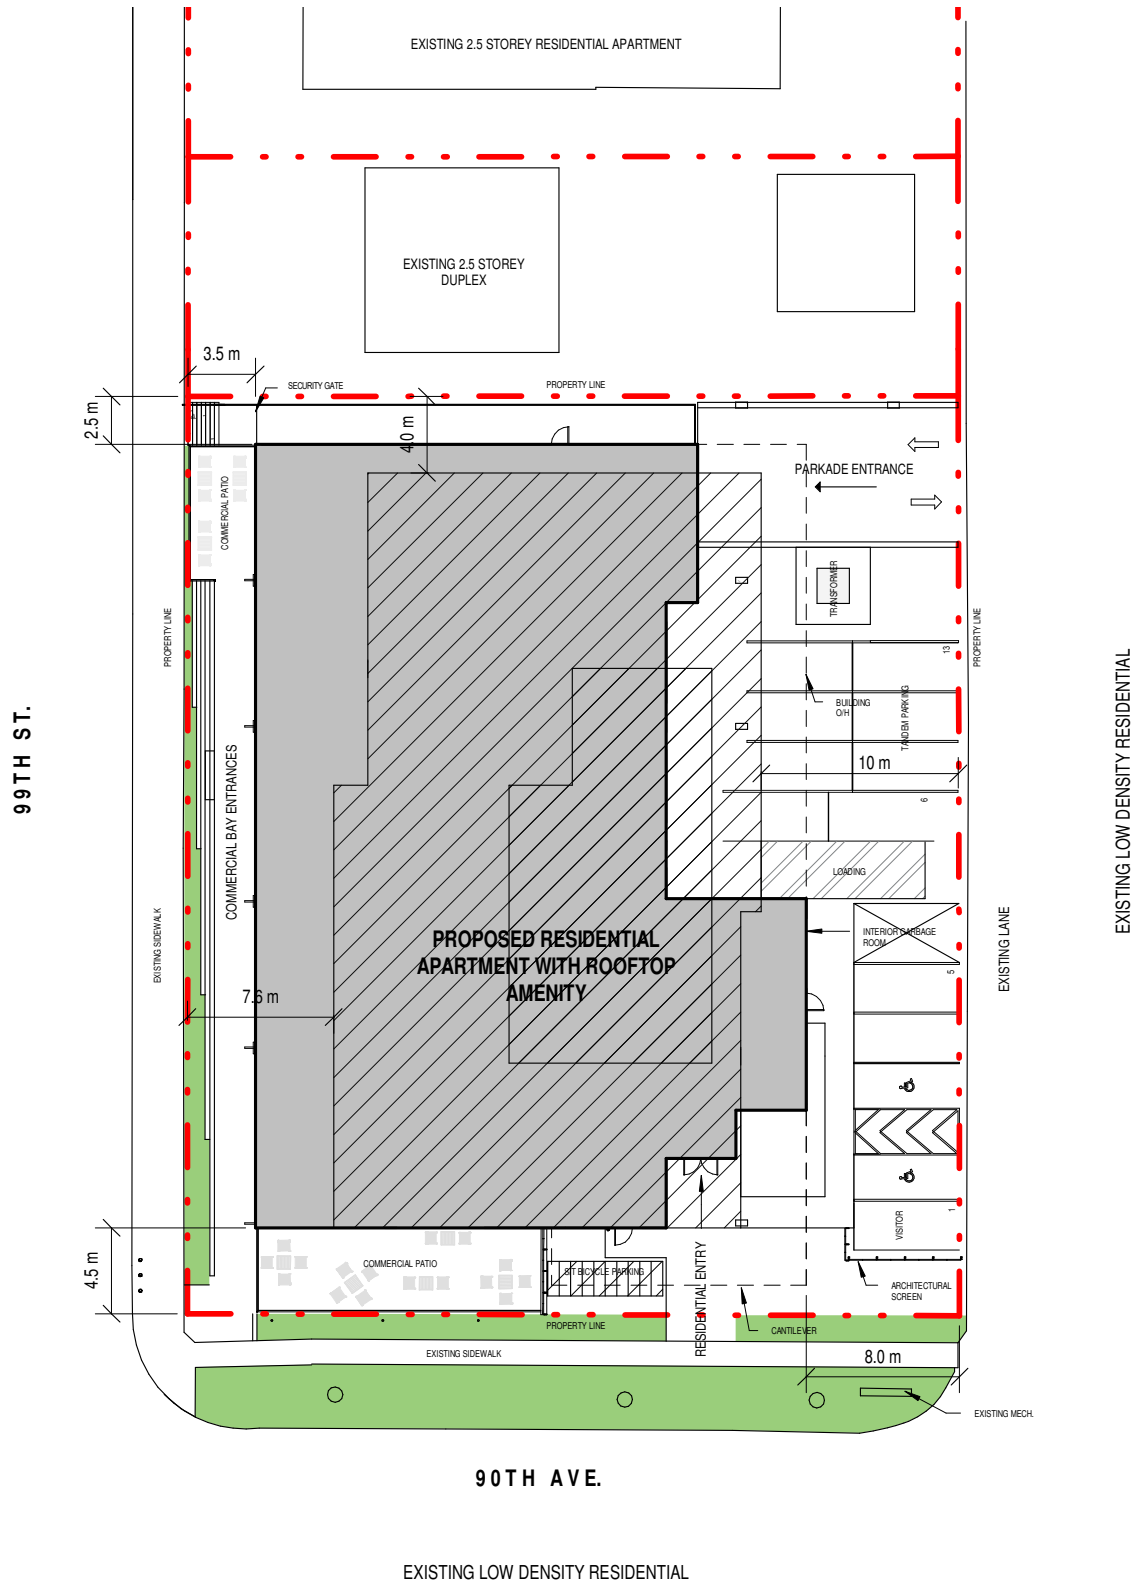 EXISTING 2.5 STOREY RESIDENTIAL APARTMENT
EXISTING 2.5 STOREY
DUPLEX
3.5 m
SECURITY GATE
PROPERTY LINE
2.5 m
4.0 m
PARKADE ENTRANCE
COMMERCIAL PATIO
TRANSFORMER
PROPERTY LINE
PROPERTY LINE
13
BUILDING
O/H
TANDEM PARKING
10 m
6
99TH ST.
COMMERCIAL BAY ENTRANCES
EXISTING LOW DENSITY RESIDENTIAL
LOADING
EXISTING SIDEWALK
PROPOSED RESIDENTIAL
APARTMENT WITH ROOFTOP
AMENITY
INTERIOR GARBAGE
ROOM
EXISTING LANE
5
7.6 m
1
VISITOR
4.5 m
COMMERCIAL PATIO
BIT BICYCLE PARKING
RESIDENTIAL ENTRY
ARCHITECTURAL
SCREEN
PROPERTY LINE
CANTILEVER
EXISTING SIDEWALK
8.0 m
EXISTING MECH.
90TH AVE.
EXISTING LOW DENSITY RESIDENTIAL